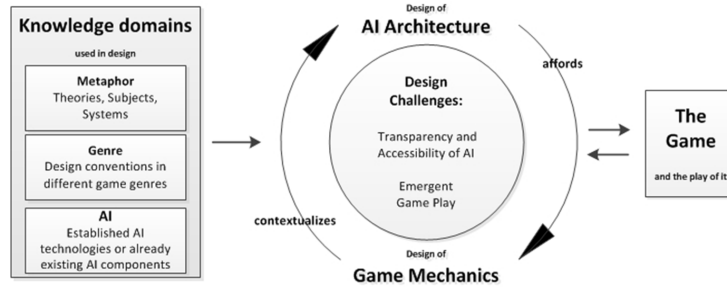 Knowledge domains
used in design
Metaphor
Theories, Subjects,
Systems
Genre
Design conventions in
different game genres
AI
Established AI
technologies or already
existing AI components
Design of
AI Architecture
affords
Design
Challenges:
Transparency and
Accessibility of AI
Emergent
Game Play
contextualizes
Design of
Game Mechanics
The
Game
and the play of it